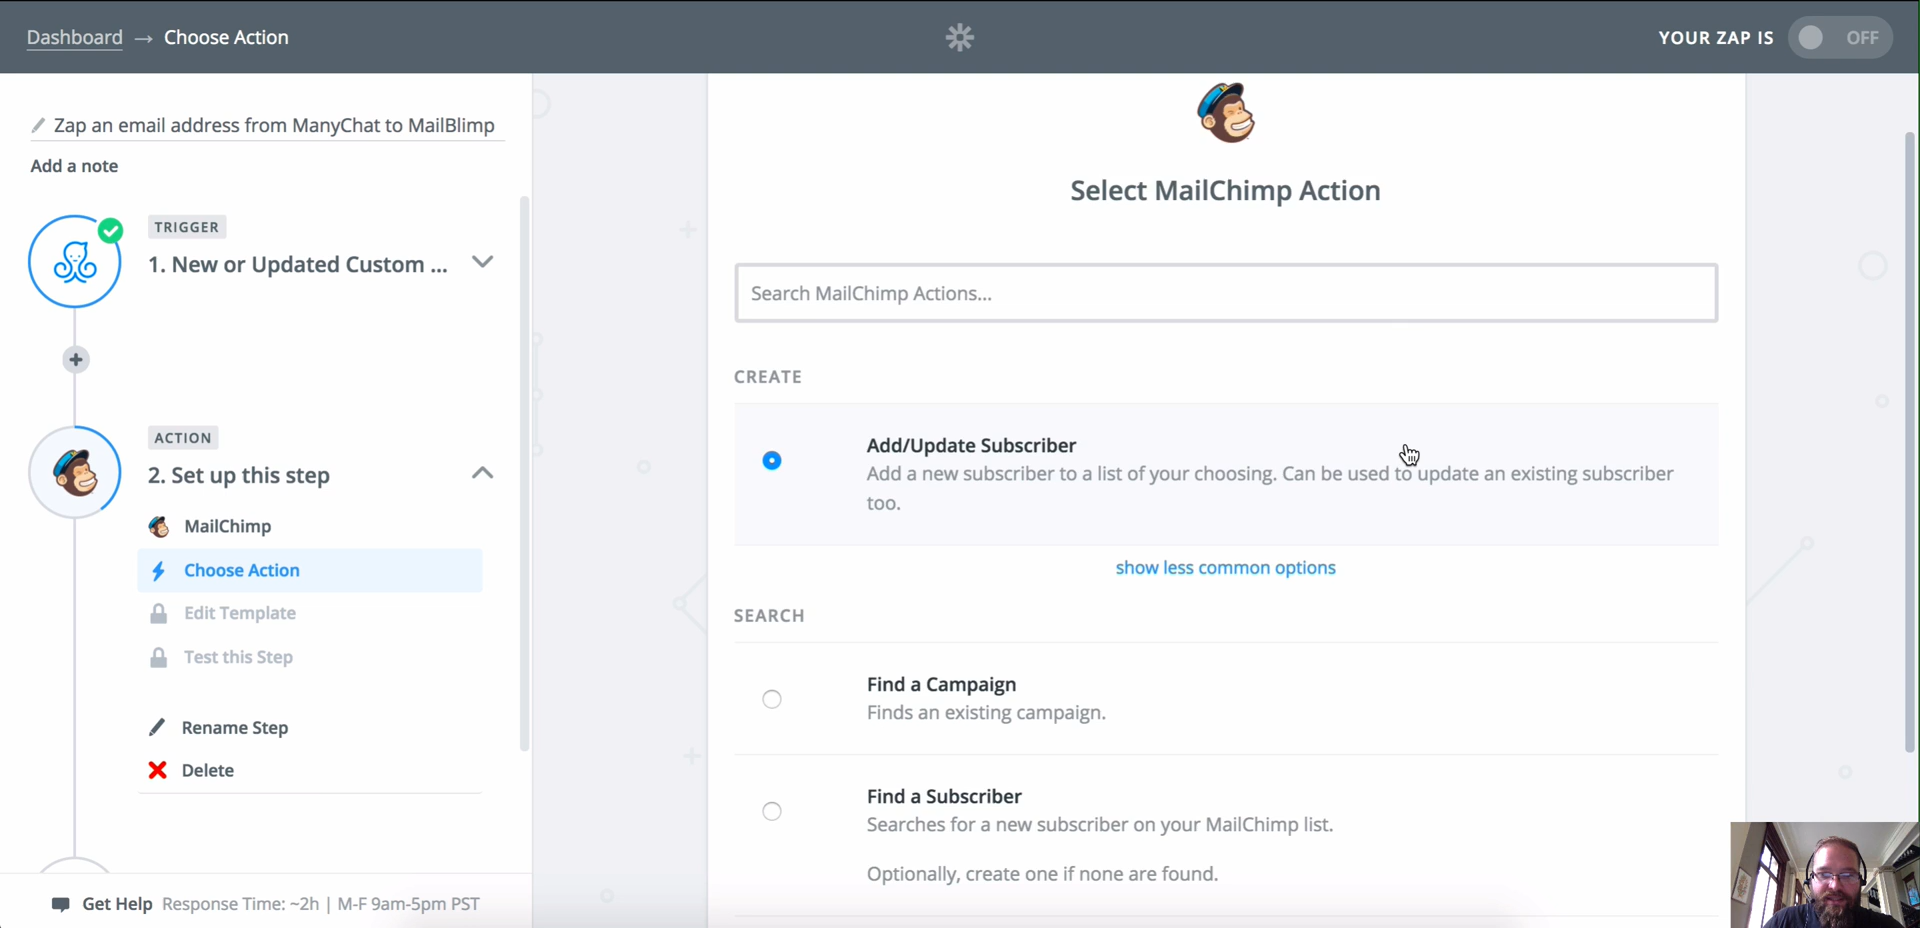 Dashboard → Choose Action
YOUR ZAP IS
OFF
Zap an email address from ManyChat to MailBlimp
Add a note
TRIGGER
1. New or Updated Custom ...
ACTION
2. Set up this step
MailChimp
Choose Action
Edit Template
Test this Step
Rename Step
Delete
Get Help Response Time: ~2h | M-F 9am-5pm PST
Select MailChimp Action
Search MailChimp Actions...
CREATE
Add/Update Subscriber
Add a new subscriber to a list of your choosing. Can be used to update an existing subscriber
too.
show less common options
SEARCH
Find a Campaign
Finds an existing campaign.
Find a Subscriber
Searches for a new subscriber on your MailChimp list.
Optionally, create one if none are found.